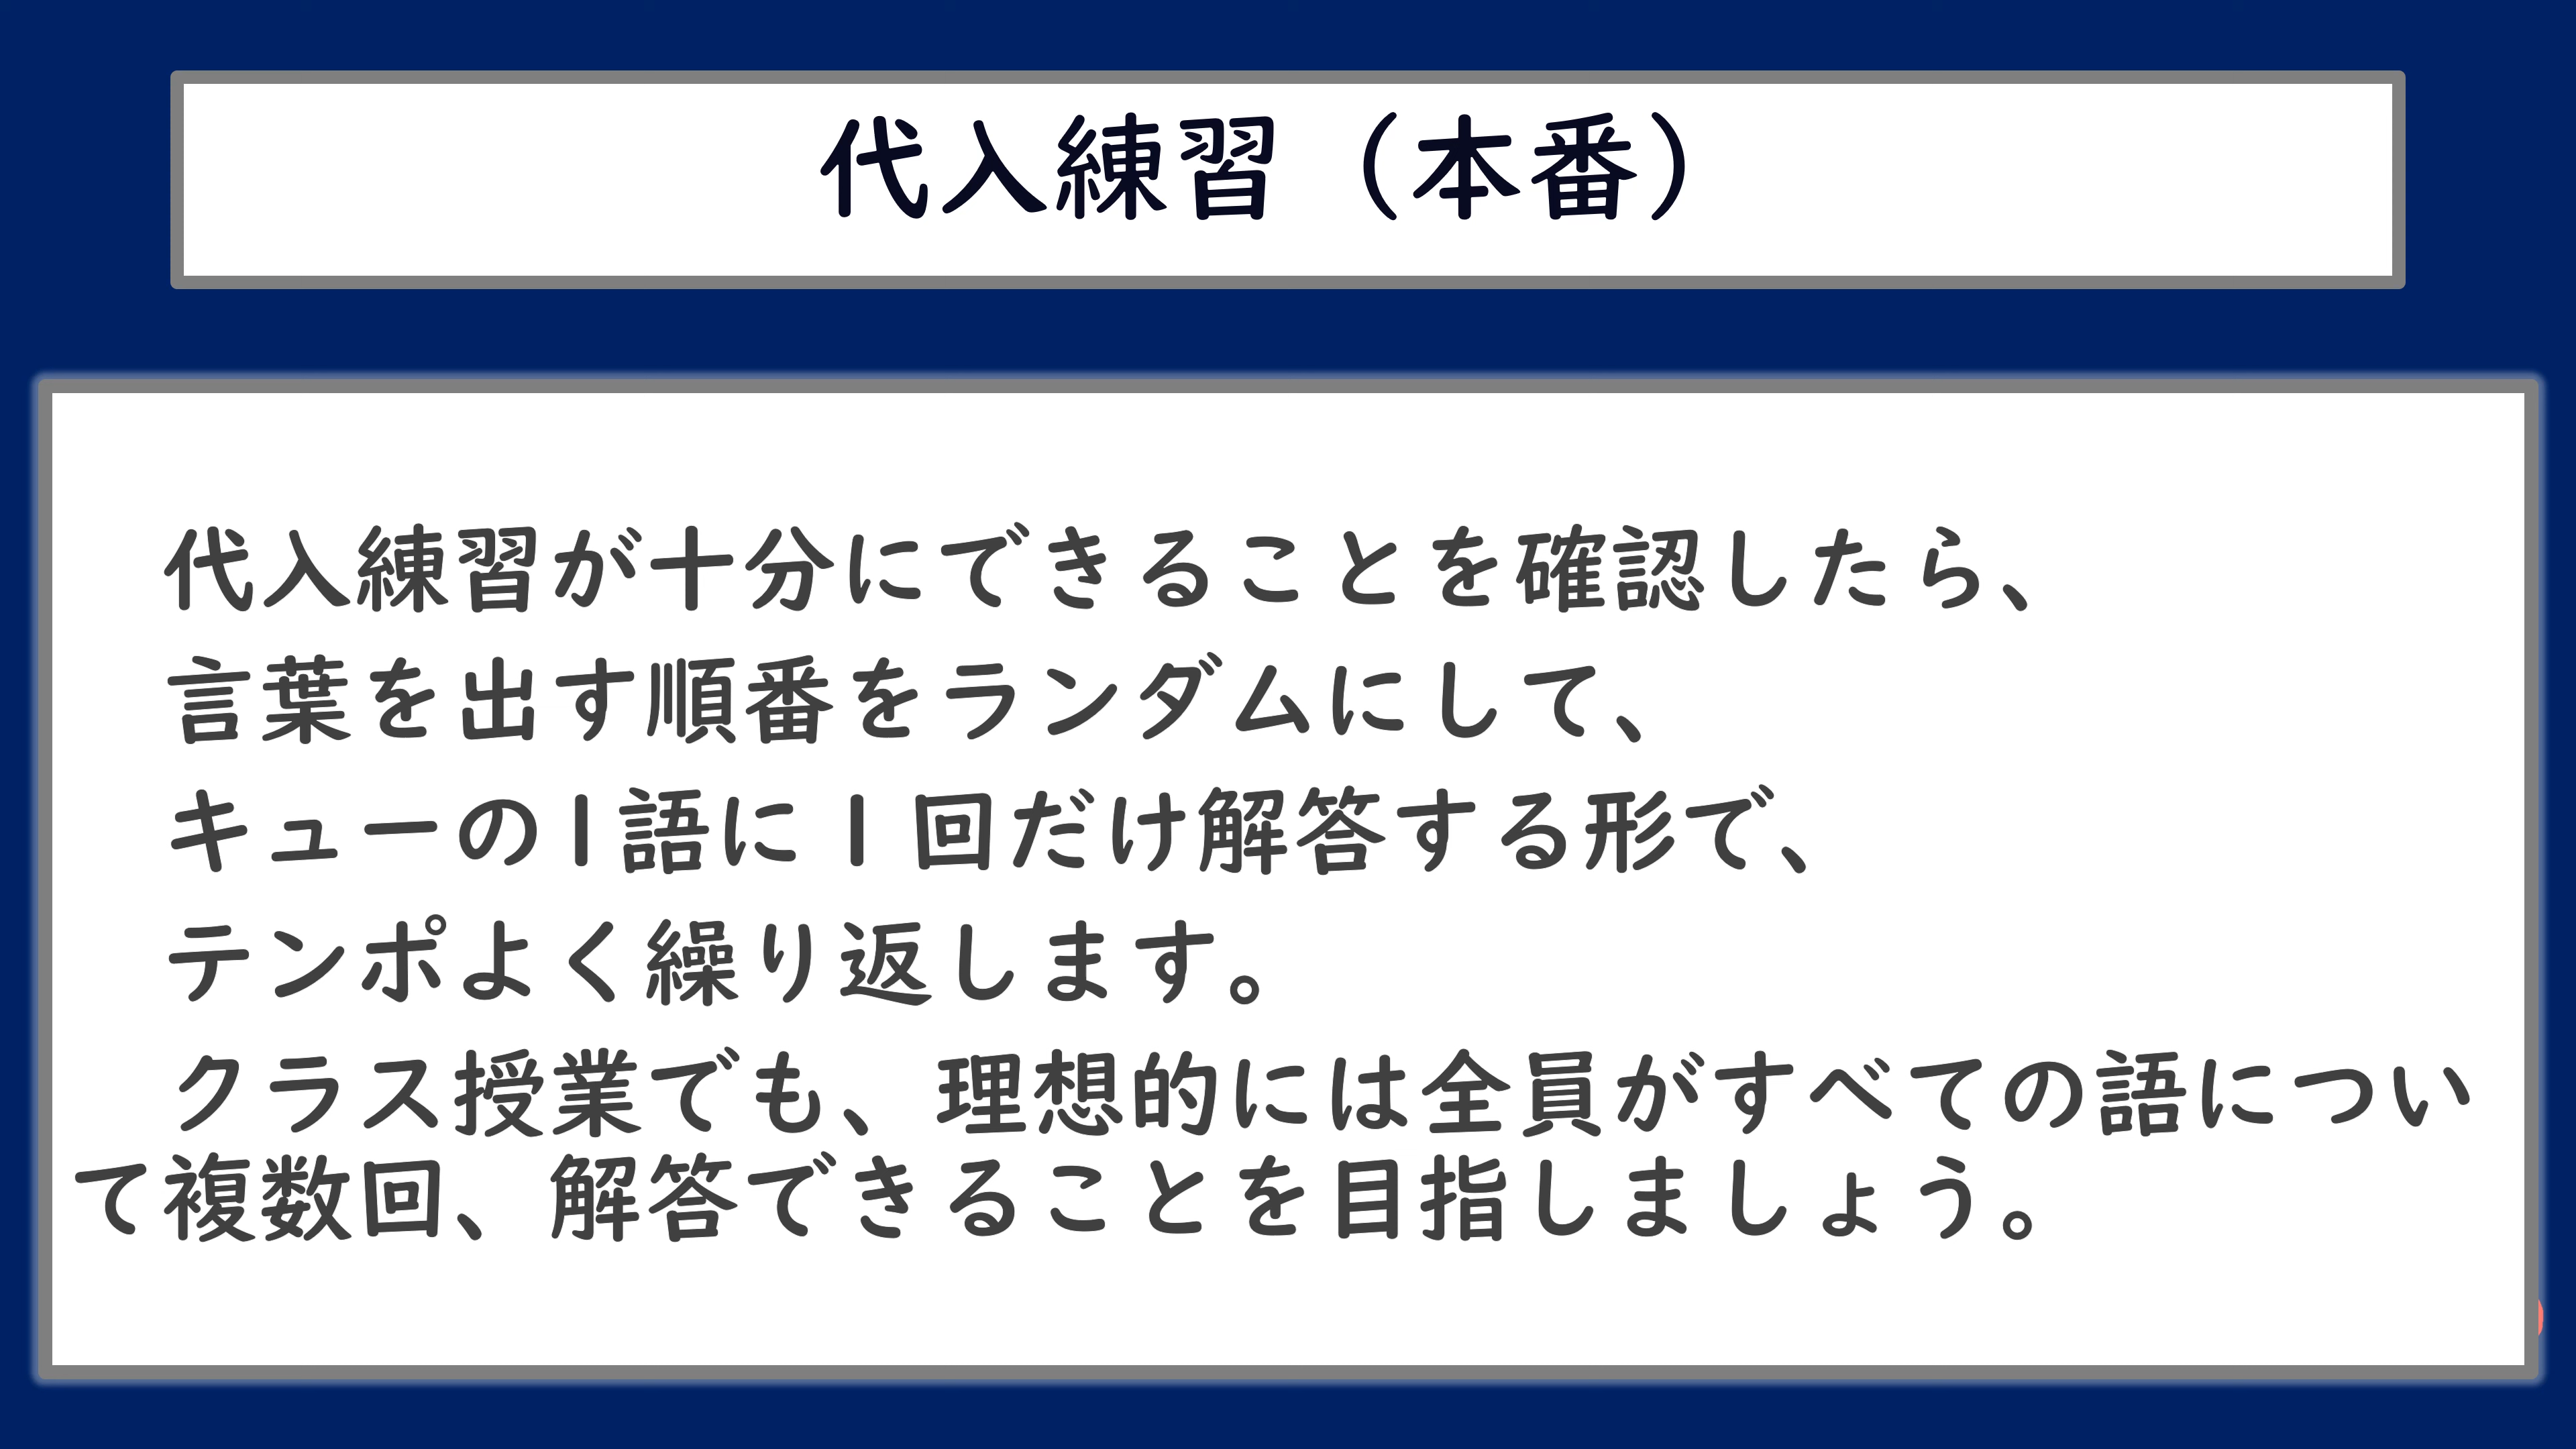 代入練習（本番）
代入練習が十分にできることを確認したら、
言葉を出す順番をランダムにして、
キューの1語に１回だけ解答する形で、
テンポよく繰り返します。
クラス授業でも、理想的には全員がすべての語につい
て複数回、解答できることを目指しましょう。